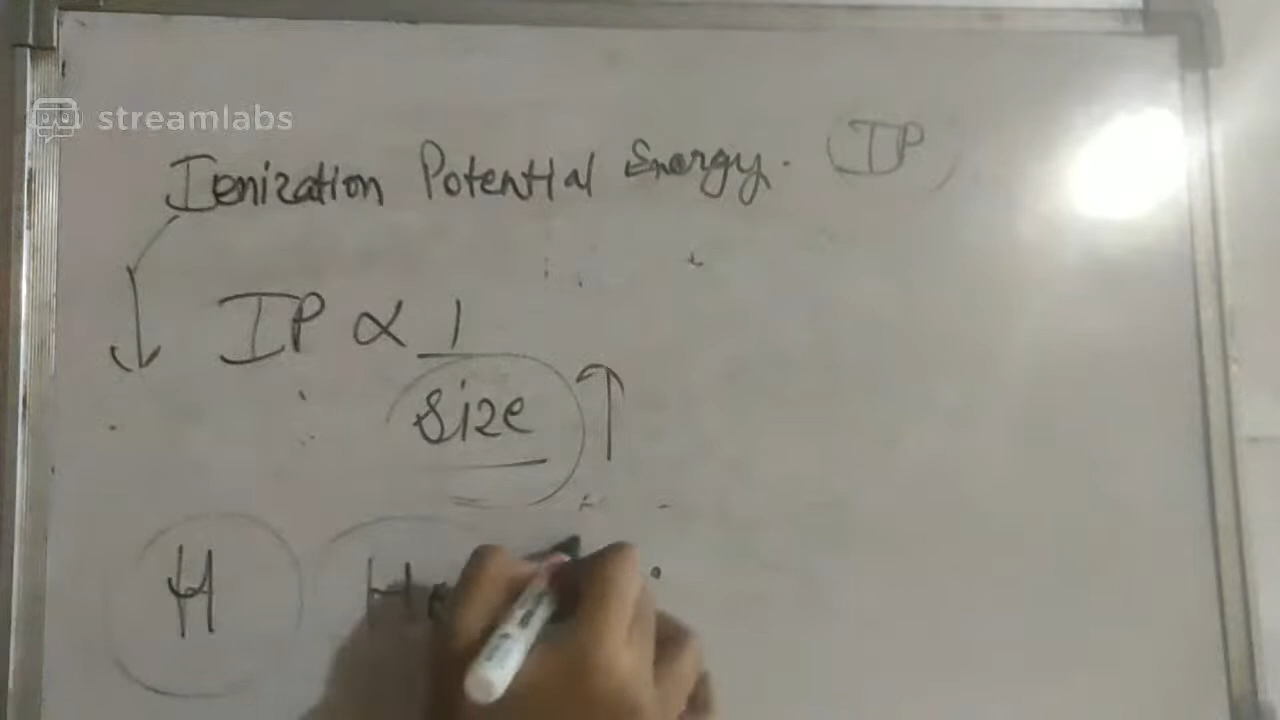 streamlabs
Ionization Potential Energy. (IP)
IP ∝ 1
Size
H